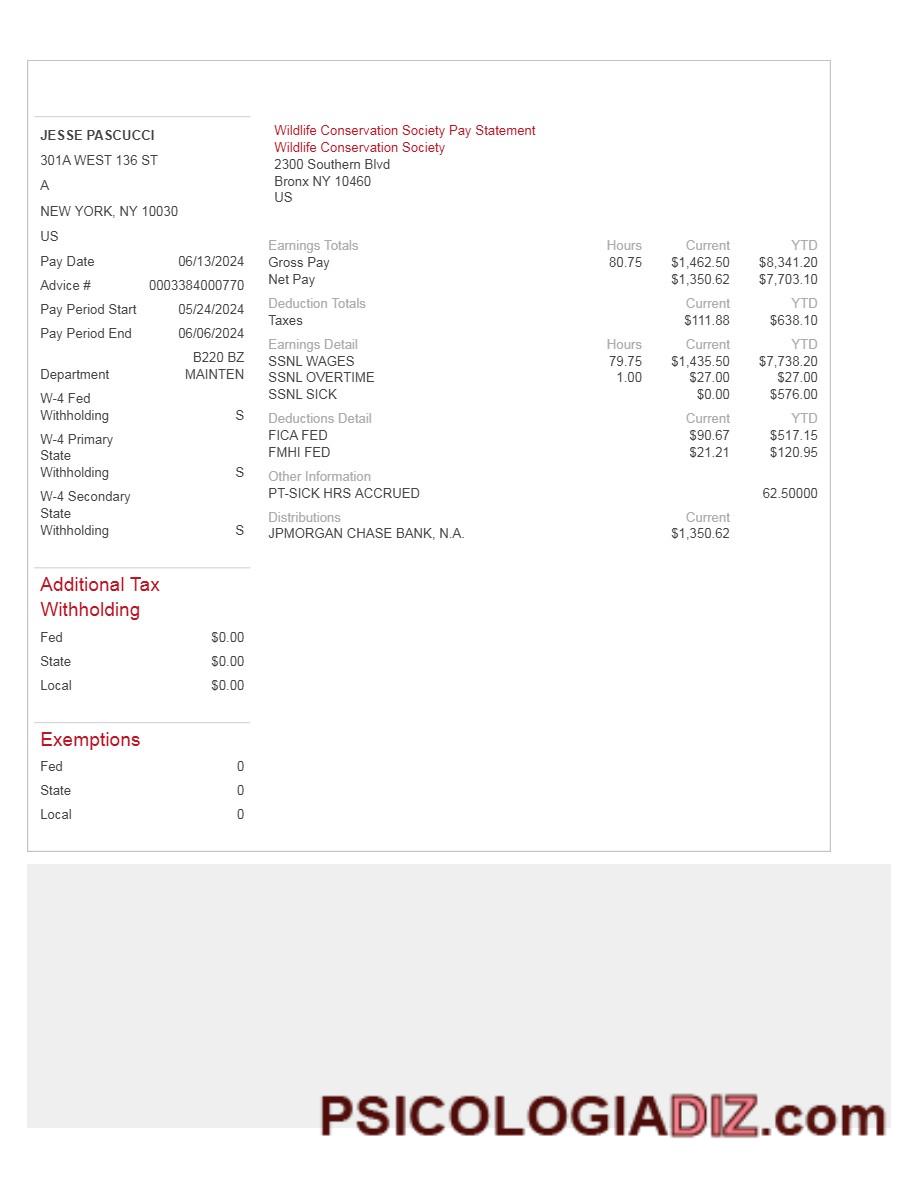 JESSE PASCUCCI
301A WEST 136 ST
A
NEW YORK, NY 10030
US
Pay Date 06/13/2024
Advice # 0003384000770
Pay Period Start 05/24/2024
Pay Period End 06/06/2024
B220 BZ
Department MAINTEN
W-4 Fed
Withholding S
W-4 Primary
State
Withholding S
W-4 Secondary
State
Withholding S
Additional Tax
Withholding
Fed $0.00
State $0.00
Local $0.00
Exemptions
Fed 0
State 0
Local 0
Wildlife Conservation Society Pay Statement
Wildlife Conservation Society
2300 Southern Blvd
Bronx NY 10460
US
Earnings Totals Hours Current YTD
Gross Pay 80.75 $1,462.50 $8,341.20
Net Pay $1,350.62 $7,703.10
Deduction Totals Current YTD
Taxes $111.88 $638.10
Earnings Detail Hours Current YTD
SSNL WAGES 79.75 $1,435.50 $7,738.20
SSNL OVERTIME 1.00 $27.00 $27.00
SSNL SICK $0.00 $576.00
Deductions Detail Current YTD
FICA FED $90.67 $517.15
FMHI FED $21.21 $120.95
Other Information
PT-SICK HRS ACCRUED 62.50000
Distributions Current
JPMORGAN CHASE BANK, N.A. $1,350.62
PSICOLOGIADIZ.com